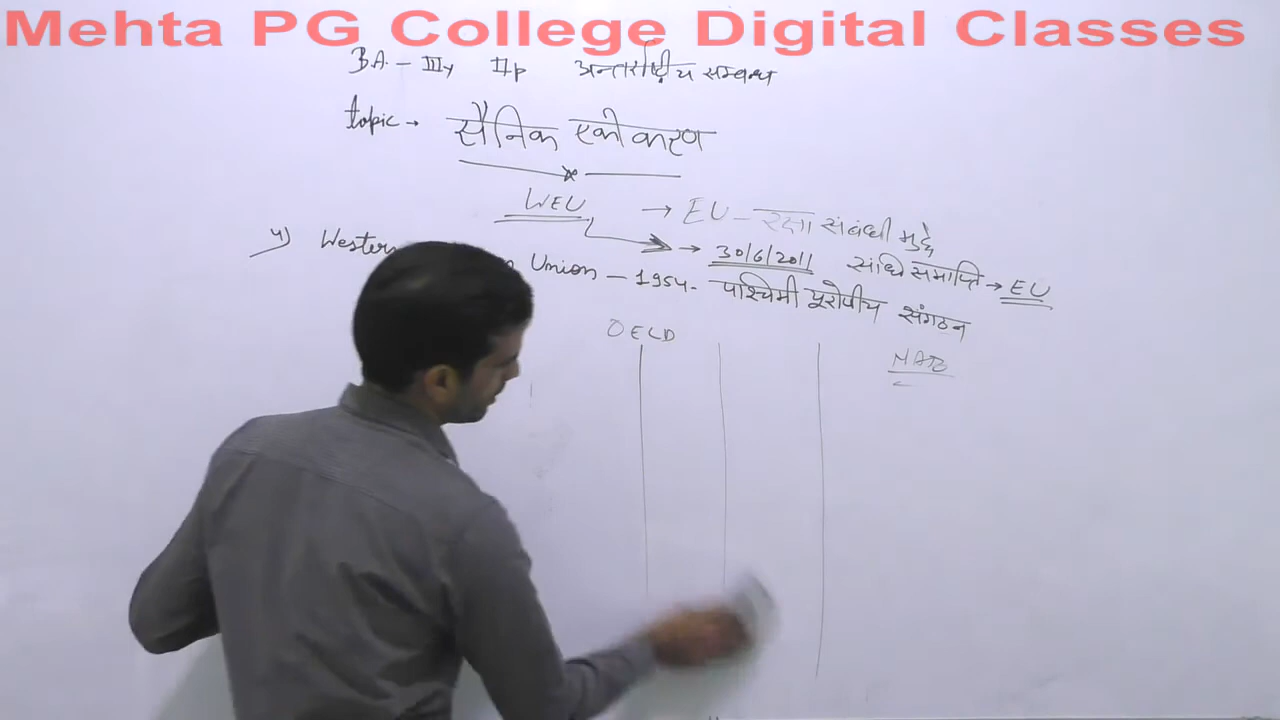 Mehta PG College Digital Classes
B.A. - III y II p अन्तर्राष्ट्रीय सम्बन्ध
topic → सैनिक एकीकरण
WEU → EU - रक्षा संबंधी मुद्दे
→ 30/6/2011 संधि समाप्ति → EU
Union - 1954 - पश्चिमी यूरोपीय संगठन
OECD
NATO